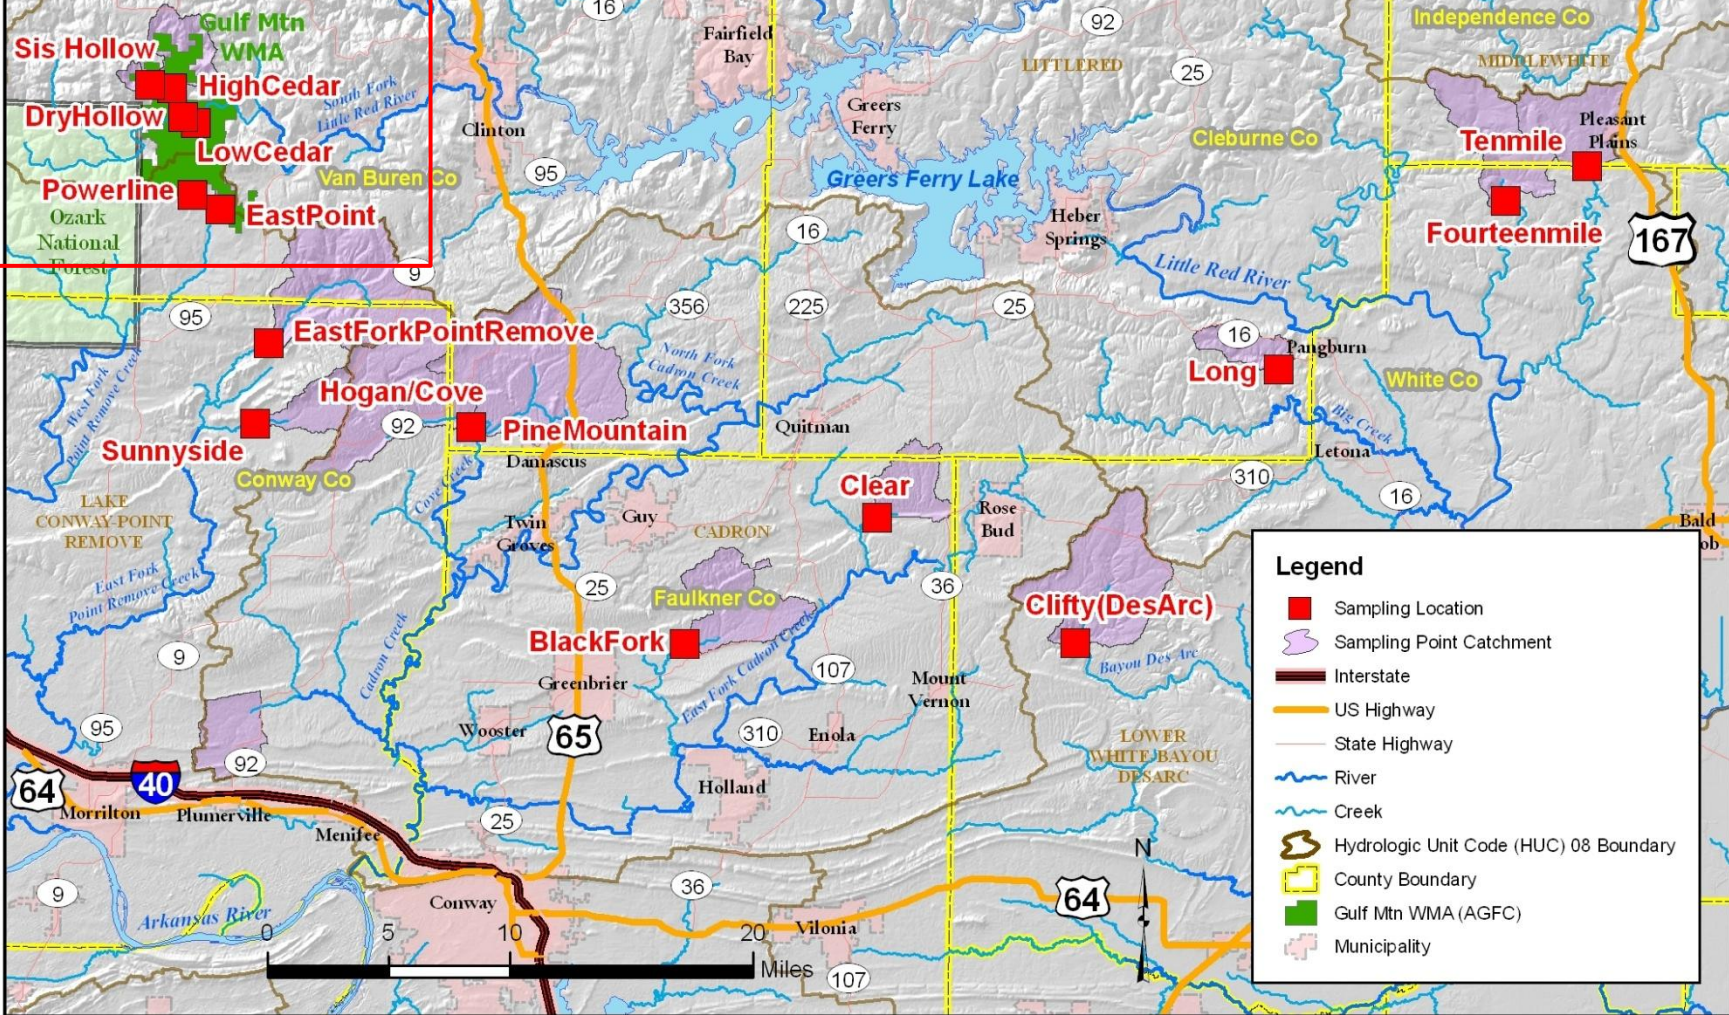 Gulf Mtn
WMA
16
92
Independence Co
Fairfield
Bay
Sis Hollow
LITTLERED
25
MIDDLEWHITE
HighCedar
South Fork
Little Red River
Greers
Ferry
DryHollow
Clinton
Cleburne Co
Pleasant
Plains
Tenmile
LowCedar
95
Van Buren Co
Greers Ferry Lake
Powerline
EastPoint
Ozark
National
Forest
16
Heber
Springs
Fourteenmile
167
9
Little Red River
95
356
225
25
EastForkPointRemove
16
Pangburn
North Fork
Cadron Creek
Long
White Co
West Fork
Point Remove Creek
Hogan/Cove
92
PineMountain
Quitman
Big Creek
Sunnyside
Damascus
Letona
Conway Co
Cove Creek
Clear
310
16
LAKE
CONWAY-POINT
REMOVE
Twin
Groves
Guy
CADRON
Rose
Bud
Bald
ob
East Fork
Point Remove Creek
25
Faulkner Co
36
Clifty(DesArc)
BlackFork
9
Cadron Creek
East Fork Cadron Creek
107
Bayou Des Arc
Greenbrier
Mount
Vernon
95
Wooster
65
310
Enola
LOWER
WHITE-BAYOU
DESARC
92
40
64
Holland
Morrilton
Plumerville
Menifee
25
9
36
64
N
Conway
Arkansas River
Vilonia
0
5
10
20
Miles
107
Legend
Sampling Location
Sampling Point Catchment
Interstate
US Highway
State Highway
River
Creek
Hydrologic Unit Code (HUC) 08 Boundary
County Boundary
Gulf Mtn WMA (AGFC)
Municipality